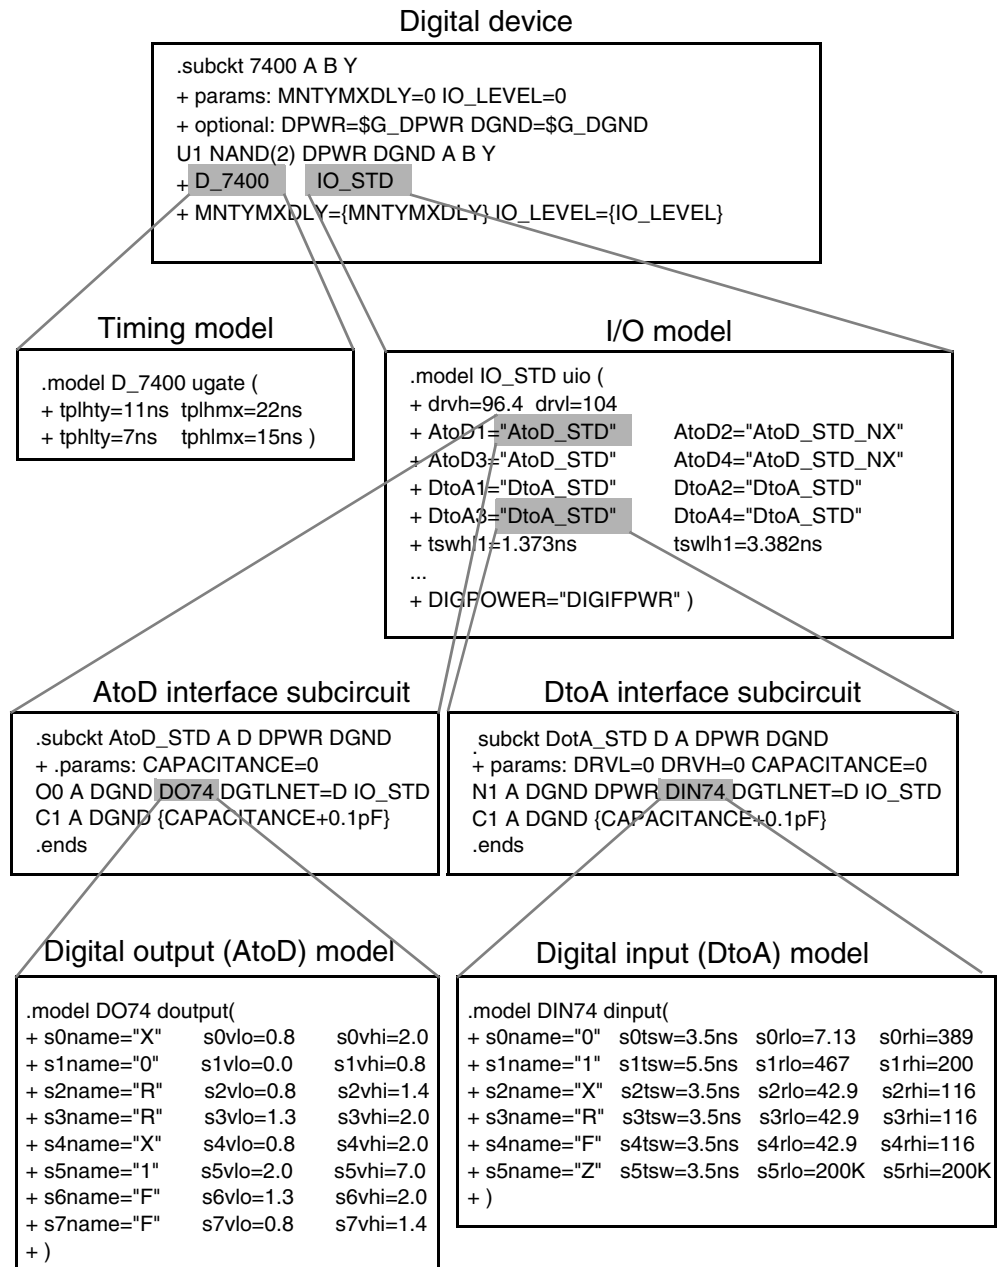 Digital device
.subckt 7400 A B Y
+ params: MNTYMXDLY=0 IO_LEVEL=0
+ optional: DPWR=$G_DPWR DGND=$G_DGND
U1 NAND(2) DPWR DGND A B Y
+ D_7400 IO_STD
+ MNTYMXDLY={MNTYMXDLY} IO_LEVEL={IO_LEVEL}
Timing model
.model D_7400 ugate (
+ tplhty=11ns tplhmx=22ns
+ tphlty=7ns tphlmx=15ns )
I/O model
.model IO_STD uio (
+ drvh=96.4 drvl=104
+ AtoD1="AtoD_STD" AtoD2="AtoD_STD_NX"
+ AtoD3="AtoD_STD" AtoD4="AtoD_STD_NX"
+ DtoA1="DtoA_STD" DtoA2="DtoA_STD"
+ DtoA3="DtoA_STD" DtoA4="DtoA_STD"
+ tswhl1=1.373ns tswlh1=3.382ns
...
+ DIGPOWER="DIGIFPWR" )
AtoD interface subcircuit
.subckt AtoD_STD A D DPWR DGND
+ .params: CAPACITANCE=0
O0 A DGND DO74 DGTLNET=D IO_STD
C1 A DGND {CAPACITANCE+0.1pF}
.ends
DtoA interface subcircuit
.subckt DotA_STD D A DPWR DGND
+ params: DRVL=0 DRVH=0 CAPACITANCE=0
N1 A DGND DPWR DIN74 DGTLNET=D IO_STD
C1 A DGND {CAPACITANCE+0.1pF}
.ends
Digital output (AtoD) model
.model DO74 doutput(
+ s0name="X" s0vlo=0.8 s0vhi=2.0
+ s1name="0" s1vlo=0.0 s1vhi=0.8
+ s2name="R" s2vlo=0.8 s2vhi=1.4
+ s3name="R" s3vlo=1.3 s3vhi=2.0
+ s4name="X" s4vlo=0.8 s4vhi=2.0
+ s5name="1" s5vlo=2.0 s5vhi=7.0
+ s6name="F" s6vlo=1.3 s6vhi=2.0
+ s7name="F" s7vlo=0.8 s7vhi=1.4
+ )
Digital input (DtoA) model
.model DIN74 dinput(
+ s0name="0" s0tsw=3.5ns s0rlo=7.13 s0rhi=389
+ s1name="1" s1tsw=5.5ns s1rlo=467 s1rhi=200
+ s2name="X" s2tsw=3.5ns s2rlo=42.9 s2rhi=116
+ s3name="R" s3tsw=3.5ns s3rlo=42.9 s3rhi=116
+ s4name="F" s4tsw=3.5ns s4rlo=42.9 s4rhi=116
+ s5name="Z" s5tsw=3.5ns s5rlo=200K s5rhi=200K
+ )